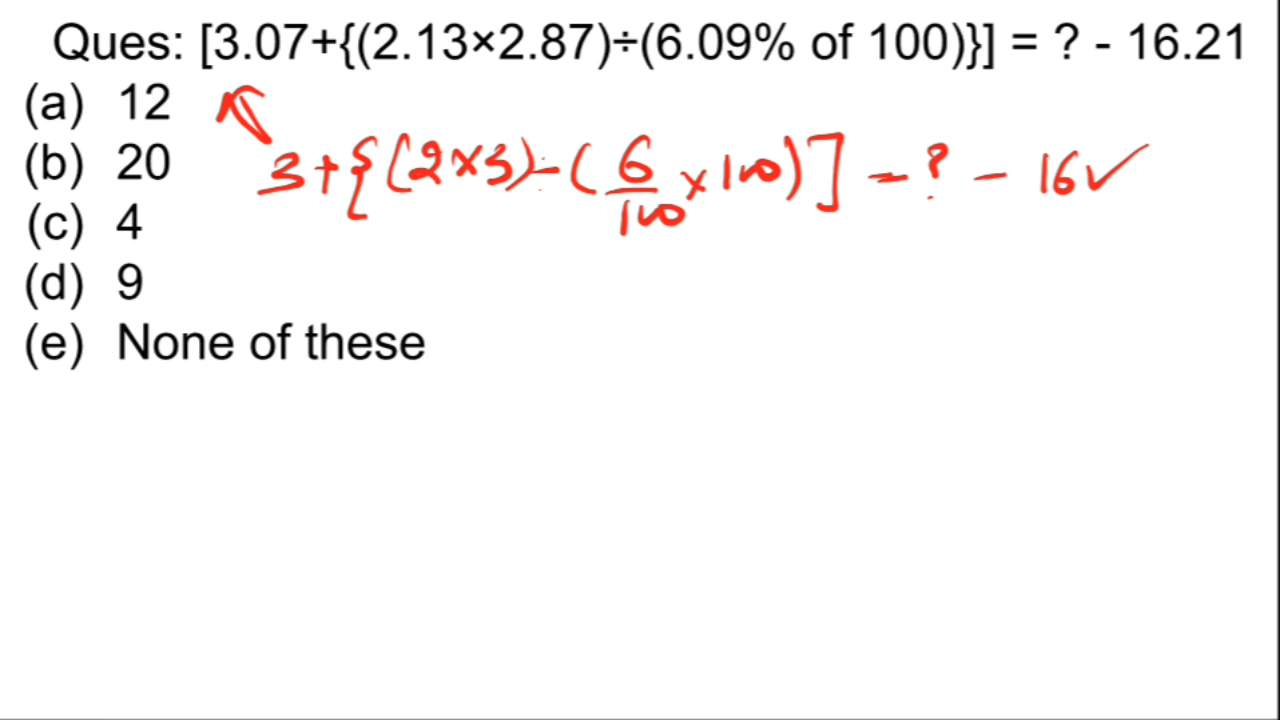 Ques: [3.07+{(2.13×2.87)÷(6.09% of 100)}] = ? - 16.21
(a) 12
3+{(2×3)÷(6/100×100)] = ? - 16✓
(b) 20
(c) 4
(d) 9
(e) None of these